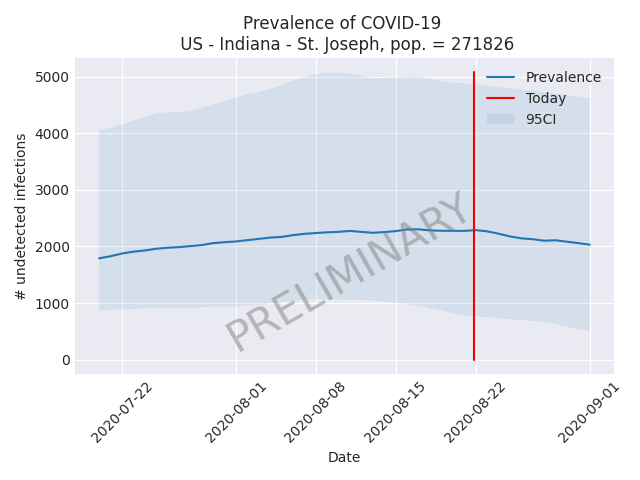 Prevalence of COVID-19
US - Indiana - St. Joseph, pop. = 271826
5000
4000
3000
2000
1000
0
# undetected infections
Prevalence
Today
95CI
PRELIMINARY
2020-07-22
2020-08-01
2020-08-08
2020-08-15
2020-08-22
2020-09-01
Date